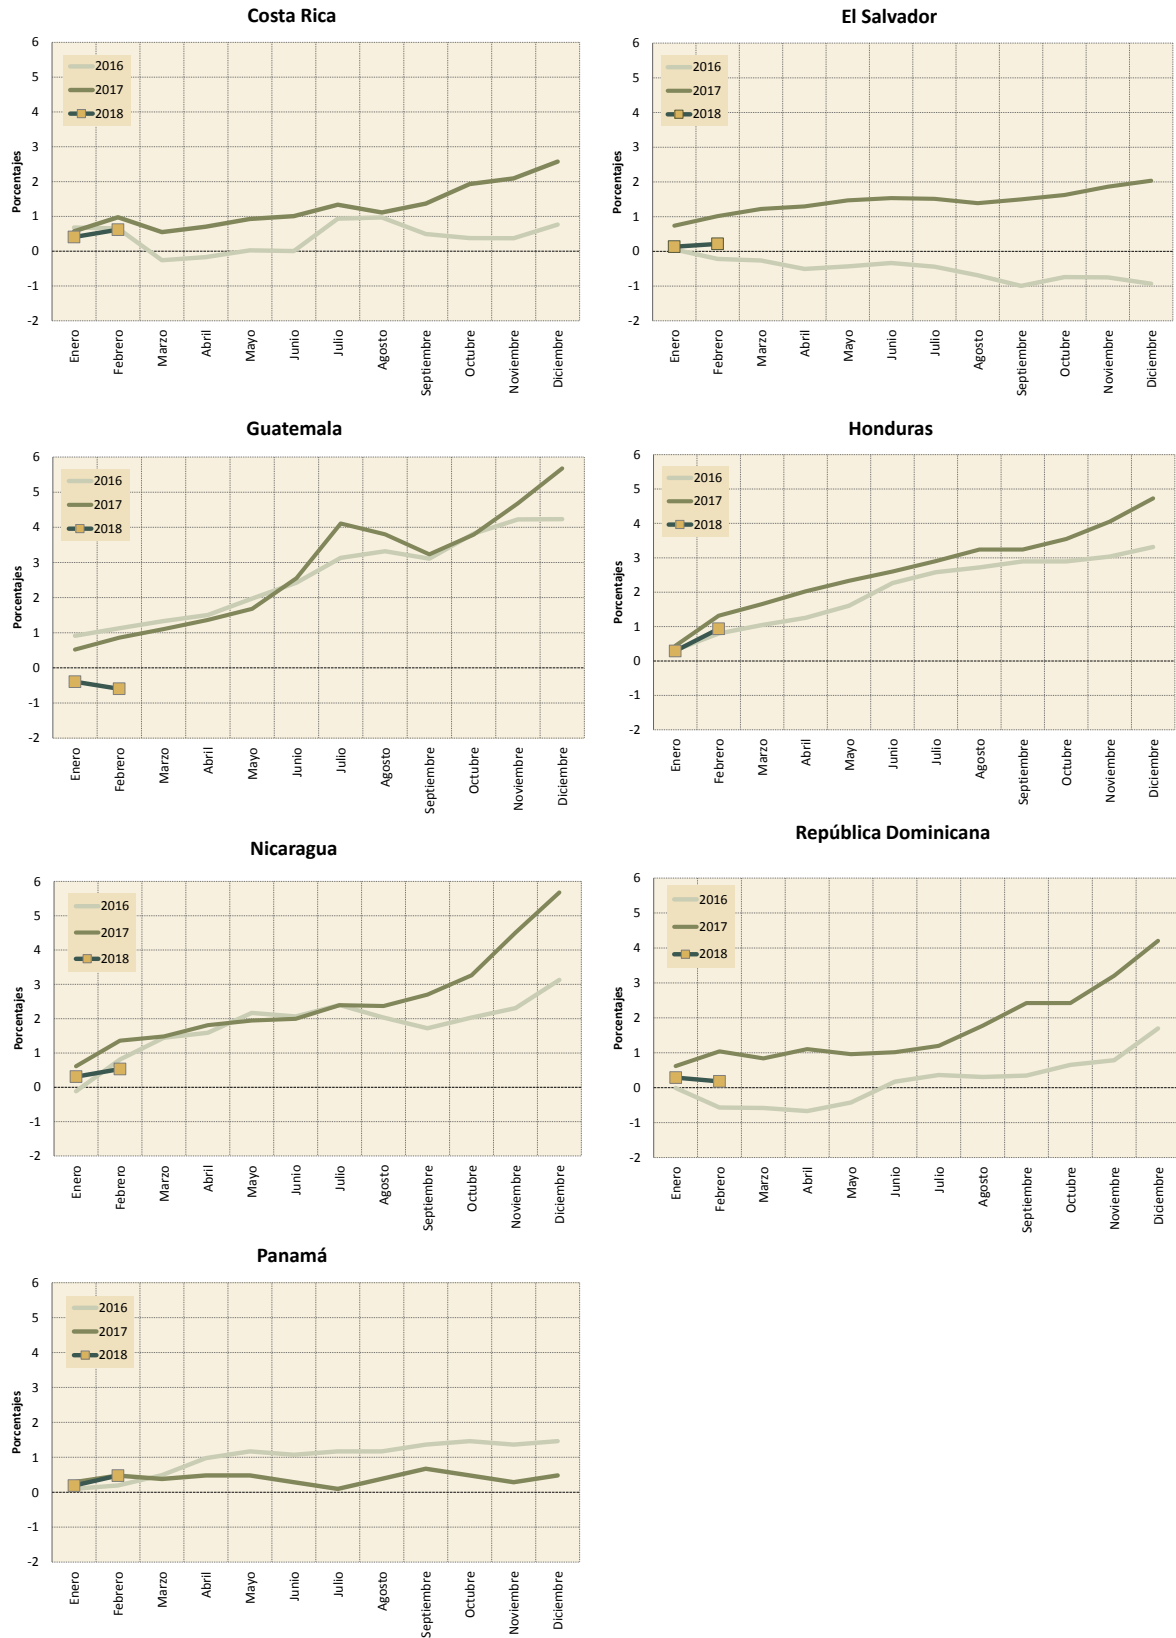 Costa Rica
6
5
4
3
2
1
0
-1
-2
Porcentajes
2016
2017
2018
Enero
Febrero
Marzo
Abril
Mayo
Junio
Julio
Agosto
Septiembre
Octubre
Noviembre
Diciembre
El Salvador
6
5
4
3
2
1
0
-1
-2
Porcentajes
2016
2017
2018
Enero
Febrero
Marzo
Abril
Mayo
Junio
Julio
Agosto
Septiembre
Octubre
Noviembre
Diciembre
Guatemala
6
5
4
3
2
1
0
-1
-2
Porcentajes
2016
2017
2018
Enero
Febrero
Marzo
Abril
Mayo
Junio
Julio
Agosto
Septiembre
Octubre
Noviembre
Diciembre
Honduras
6
5
4
3
2
1
0
-1
-2
Porcentajes
2016
2017
2018
Enero
Febrero
Marzo
Abril
Mayo
Junio
Julio
Agosto
Septiembre
Octubre
Noviembre
Diciembre
Nicaragua
6
5
4
3
2
1
0
-1
-2
Porcentajes
2016
2017
2018
Enero
Febrero
Marzo
Abril
Mayo
Junio
Julio
Agosto
Septiembre
Octubre
Noviembre
Diciembre
República Dominicana
6
5
4
3
2
1
0
-1
-2
Porcentajes
2016
2017
2018
Enero
Febrero
Marzo
Abril
Mayo
Junio
Julio
Agosto
Septiembre
Octubre
Noviembre
Diciembre
Panamá
6
5
4
3
2
1
0
-1
-2
Porcentajes
2016
2017
2018
Enero
Febrero
Marzo
Abril
Mayo
Junio
Julio
Agosto
Septiembre
Octubre
Noviembre
Diciembre